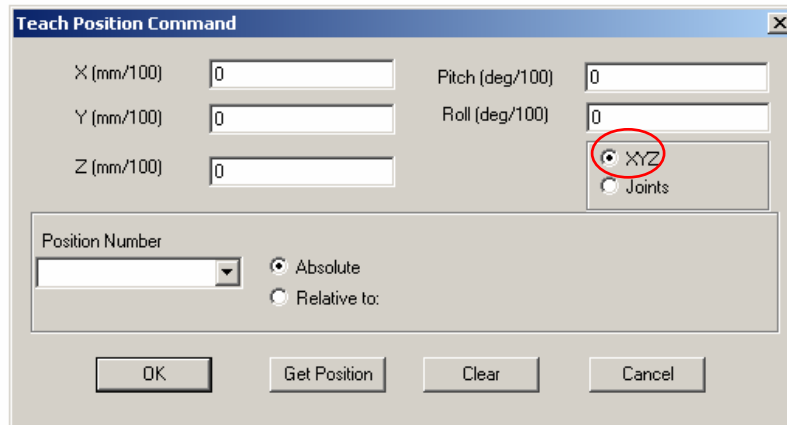 Teach Position Command
X (mm/100) 0
Pitch (deg/100) 0
Y (mm/100) 0
Roll (deg/100) 0
Z (mm/100) 0
XYZ
Joints
Position Number
Absolute
Relative to:
OK Get Position Clear Cancel